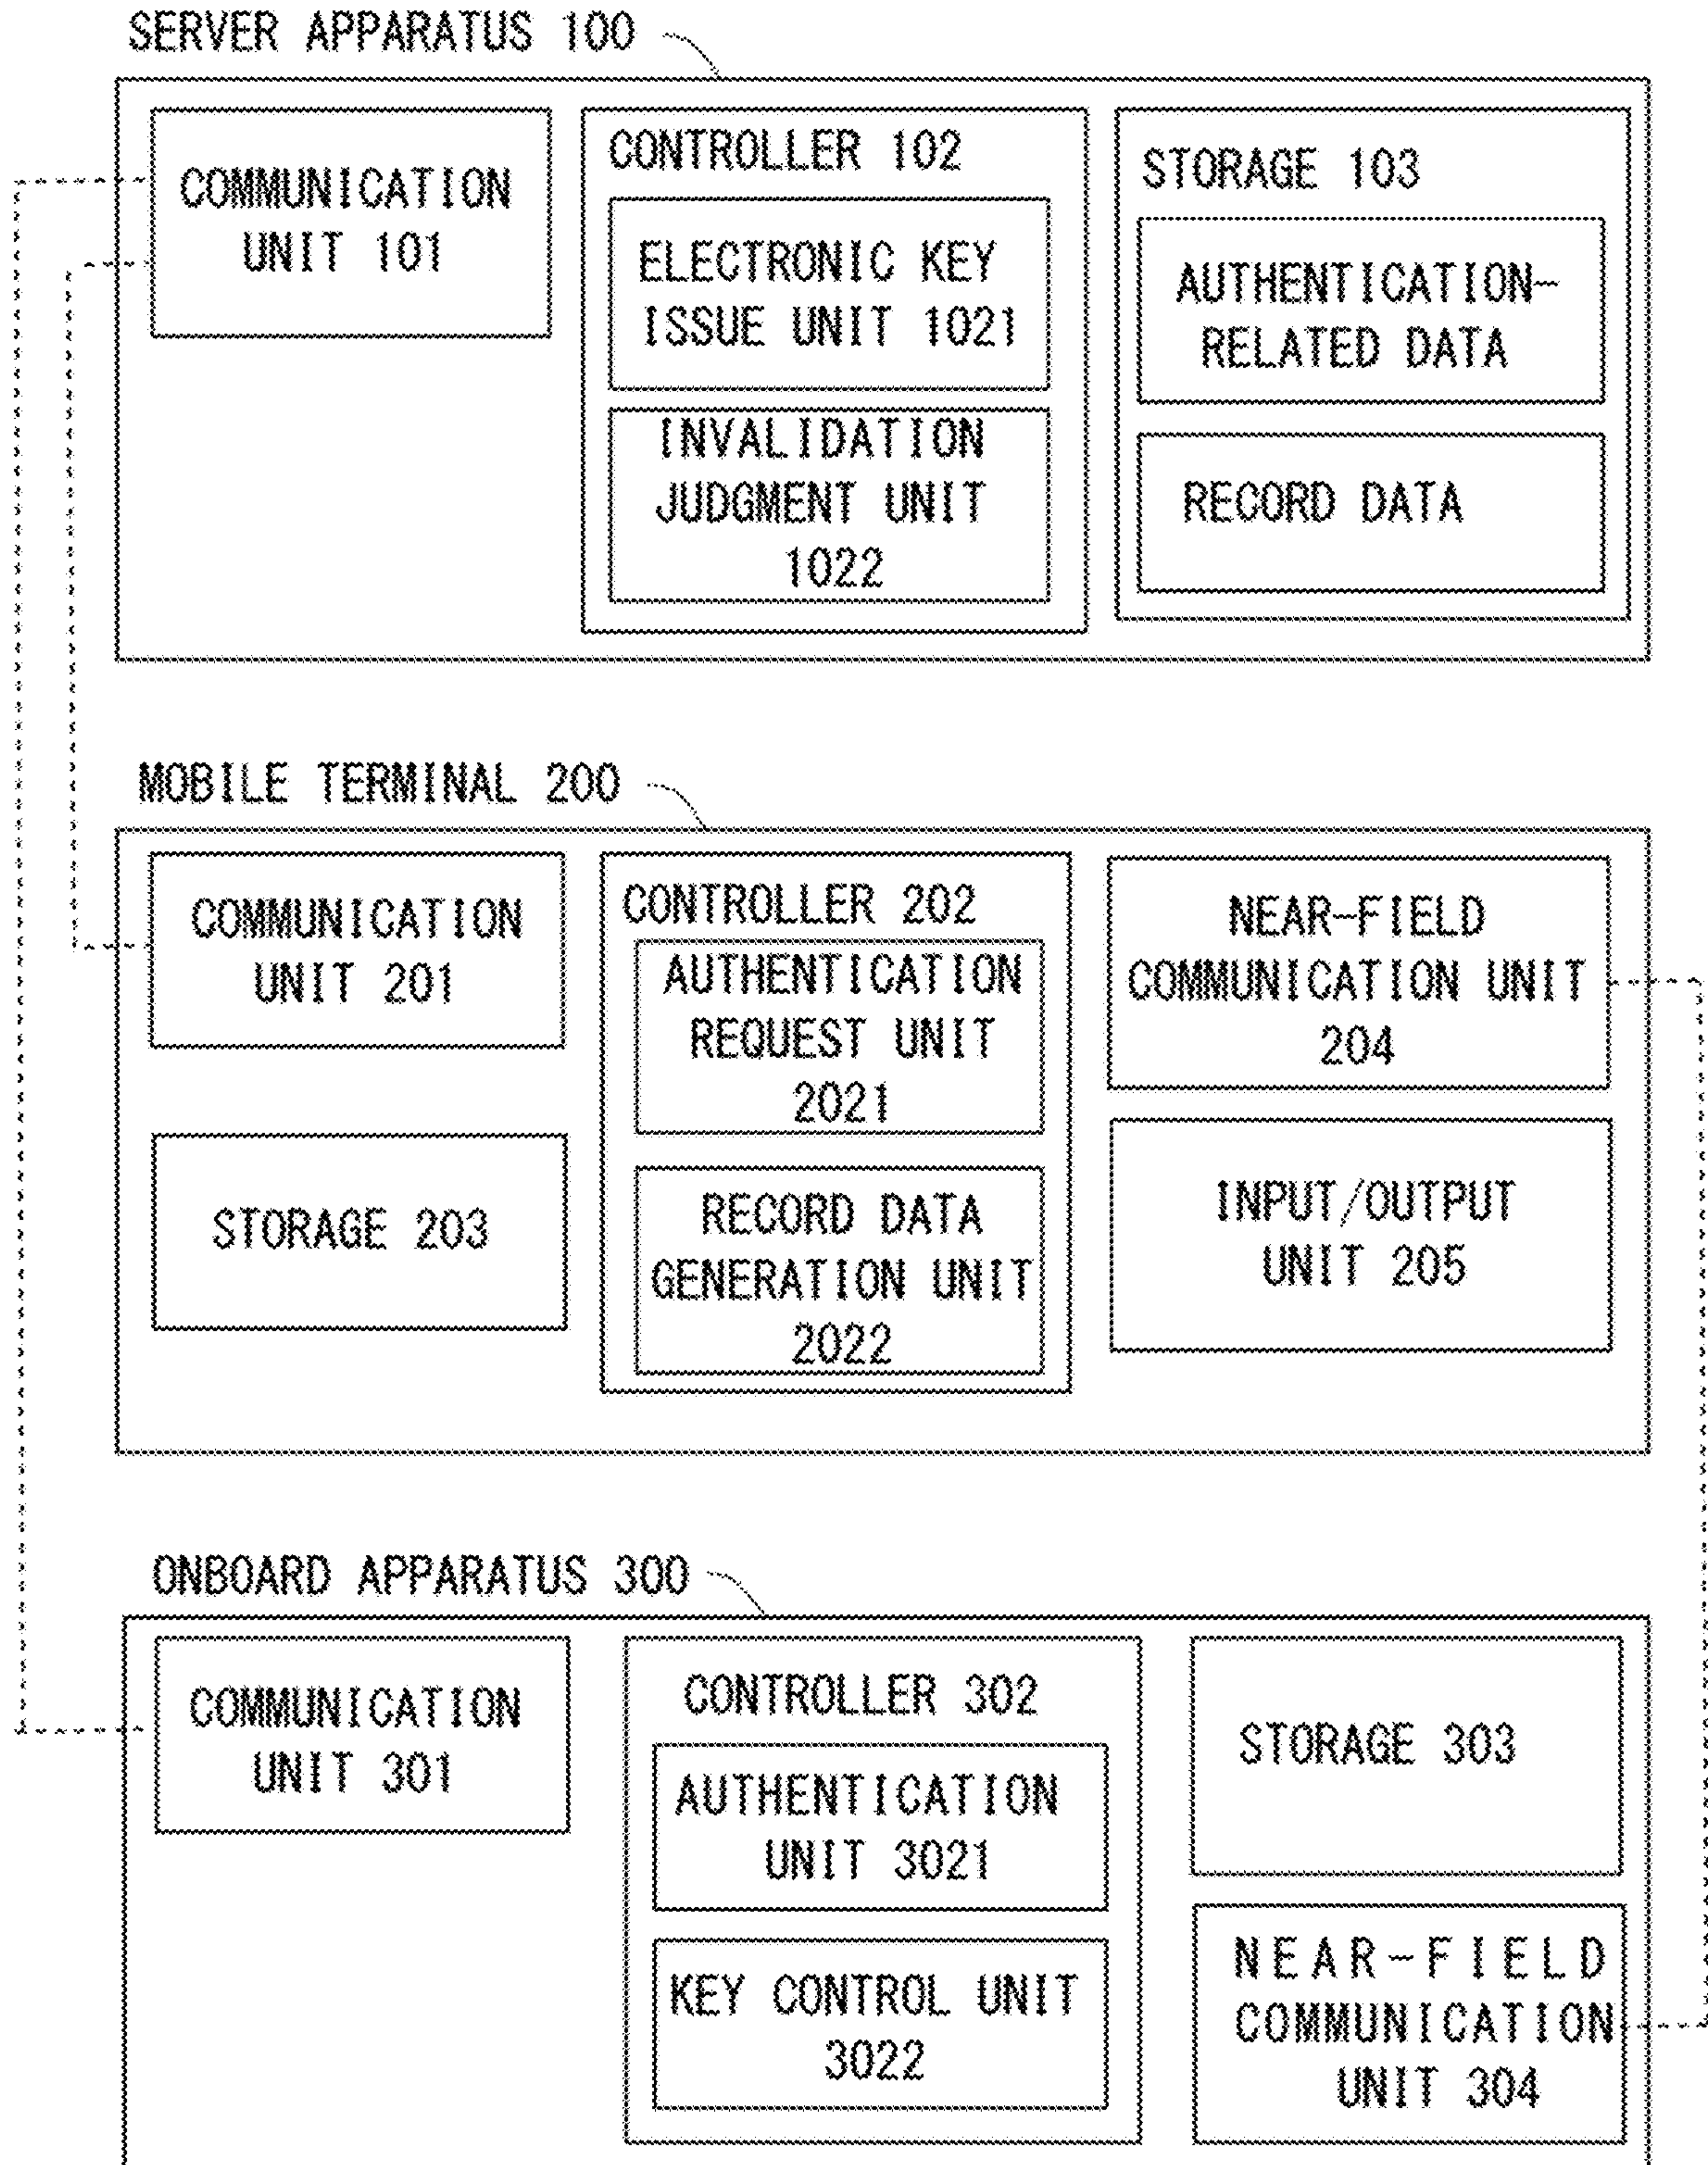 SERVER APPARATUS 100
COMMUNICATION
UNIT 101
CONTROLLER 102
ELECTRONIC KEY
ISSUE UNIT 1021
INVALIDATION
JUDGMENT UNIT
1022
STORAGE 103
AUTHENTICATION-
RELATED DATA
RECORD DATA
MOBILE TERMINAL 200
COMMUNICATION
UNIT 201
STORAGE 203
CONTROLLER 202
AUTHENTICATION
REQUEST UNIT
2021
RECORD DATA
GENERATION UNIT
2022
NEAR-FIELD
COMMUNICATION UNIT
204
INPUT/OUTPUT
UNIT 205
ONBOARD APPARATUS 300
COMMUNICATION
UNIT 301
CONTROLLER 302
AUTHENTICATION
UNIT 3021
KEY CONTROL UNIT
3022
STORAGE 303
NEAR-FIELD
COMMUNICATION
UNIT 304